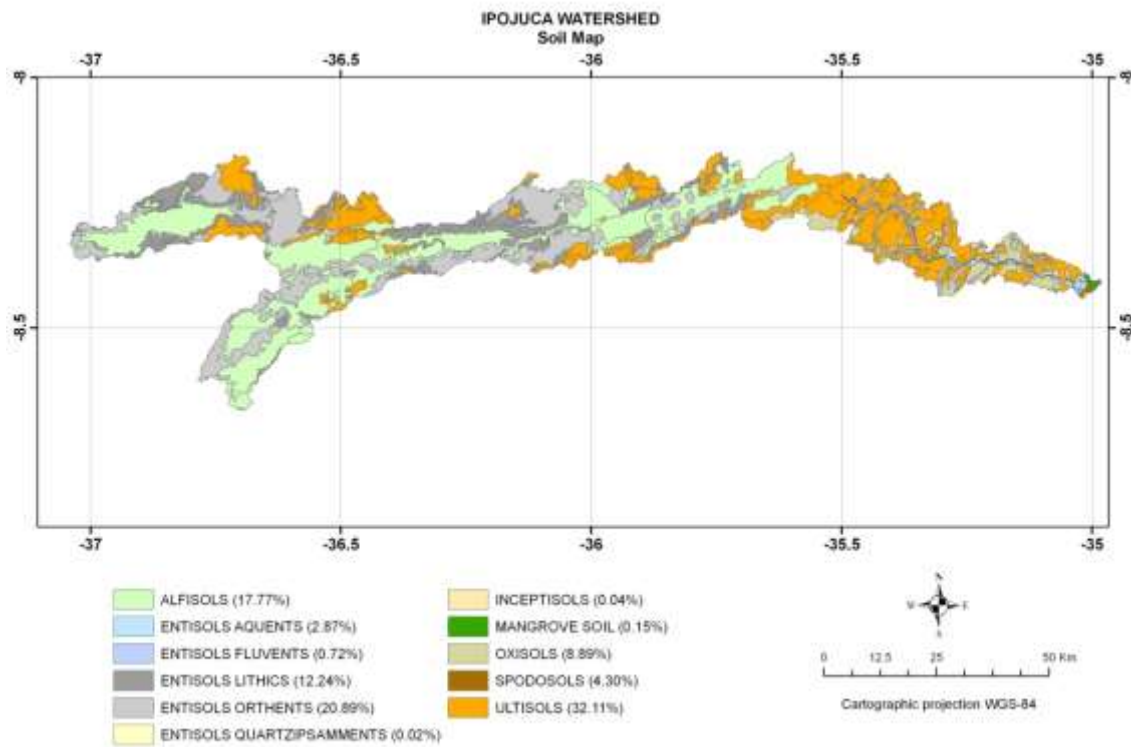 IPOJUCA WATERSHED
Soil Map
-37 -36.5 -36 -35.5 -35
-8 -8
-8.5 -8.5
-37 -36.5 -36 -35.5 -35
ALFISOLS (17.77%)
ENTISOLS AQUENTS (2.87%)
ENTISOLS FLUVENTS (0.72%)
ENTISOLS LITHICS (12.24%)
ENTISOLS ORTHENTS (20.89%)
ENTISOLS QUARTZIPSAMMENTS (0.02%)
INCEPTISOLS (0.04%)
MANGROVE SOIL (0.15%)
OXISOLS (8.89%)
SPODOSOLS (4.30%)
ULTISOLS (32.11%)
N
W E
S
0 12.5 25 50 Km
Cartographic projection WGS-84